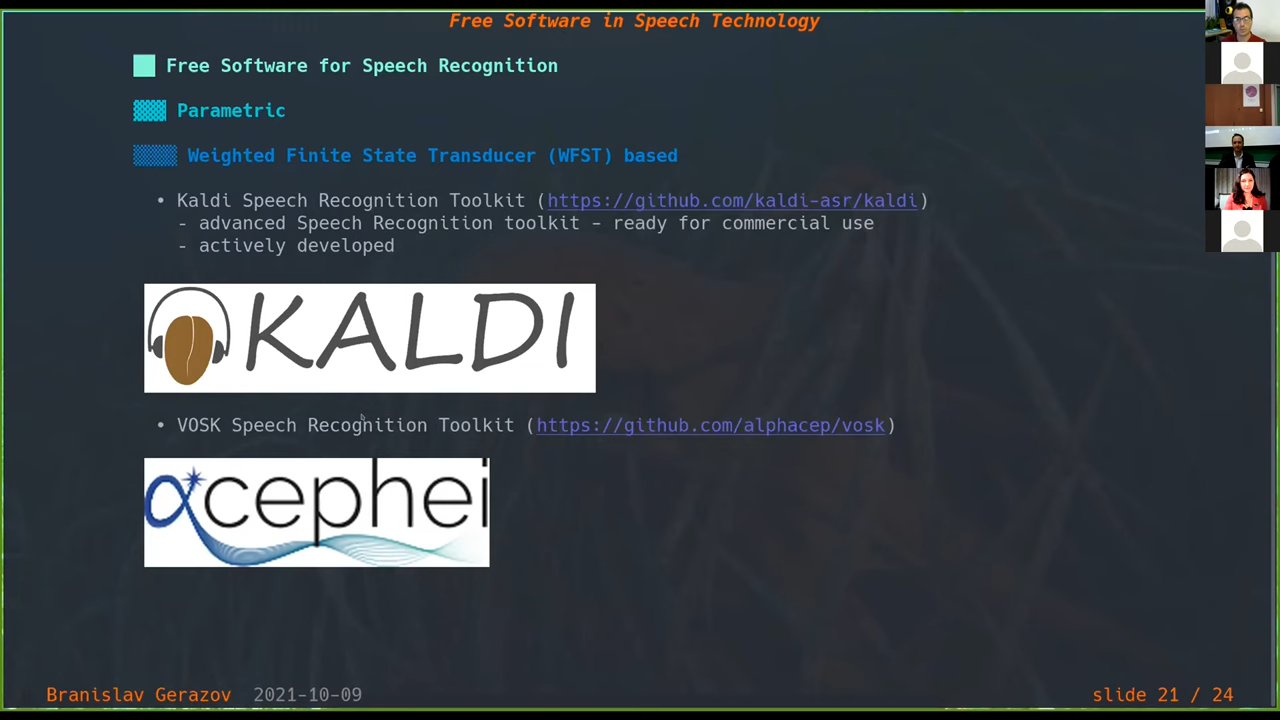 Free Software in Speech Technology
Free Software for Speech Recognition
Parametric
Weighted Finite State Transducer (WFST) based
• Kaldi Speech Recognition Toolkit (https://github.com/kaldi-asr/kaldi)
- advanced Speech Recognition toolkit – ready for commercial use
- actively developed
KALDI
• VOSK Speech Recognition Toolkit (https://github.com/alphacep/vosk)
αcephei
Branislav Gerazov 2021-10-09
slide 21 / 24